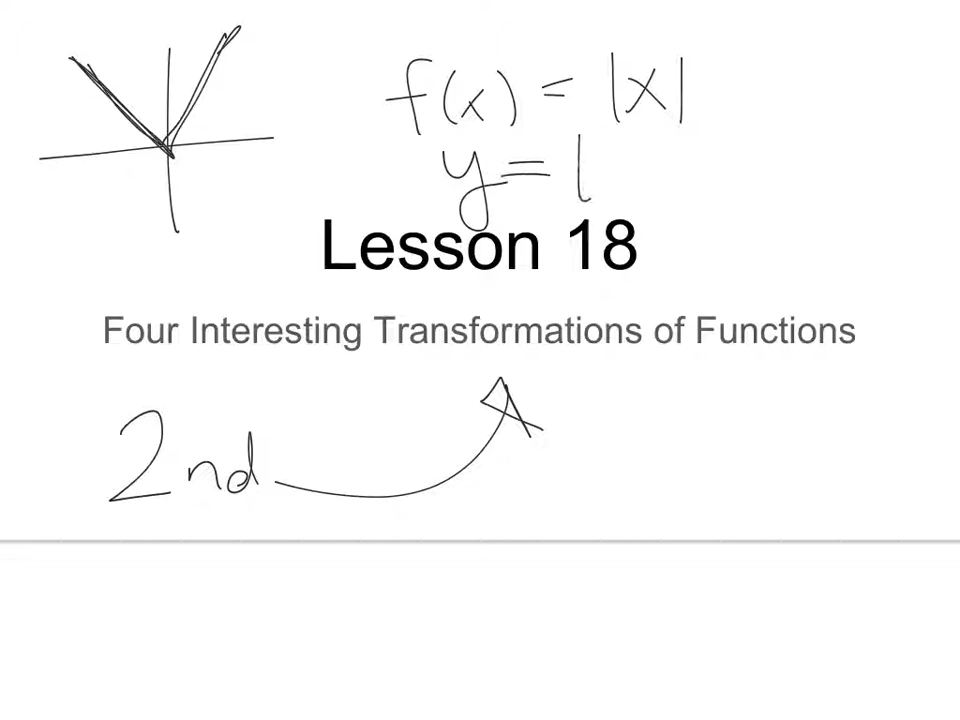 f(x) = |x|
y = |
Lesson 18
Four Interesting Transformations of Functions
2nd